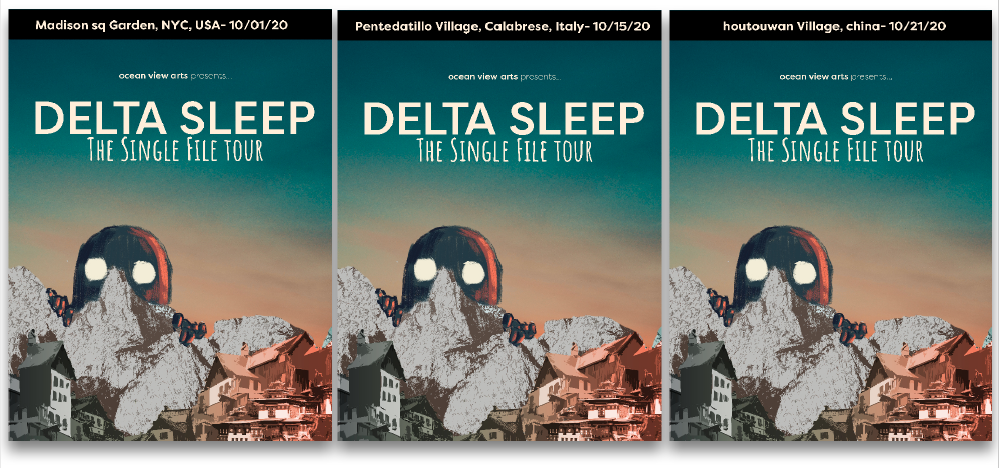 Madison sq Garden, NYC, USA- 10/01/20
ocean view arts presents...
DELTA SLEEP
The Single File tour
Pentedatillo Village, Calabrese, Italy- 10/15/20
ocean view arts presents...
DELTA SLEEP
The Single File tour
houtouwan Village, china- 10/21/20
ocean view arts presents...
DELTA SLEEP
The Single File tour